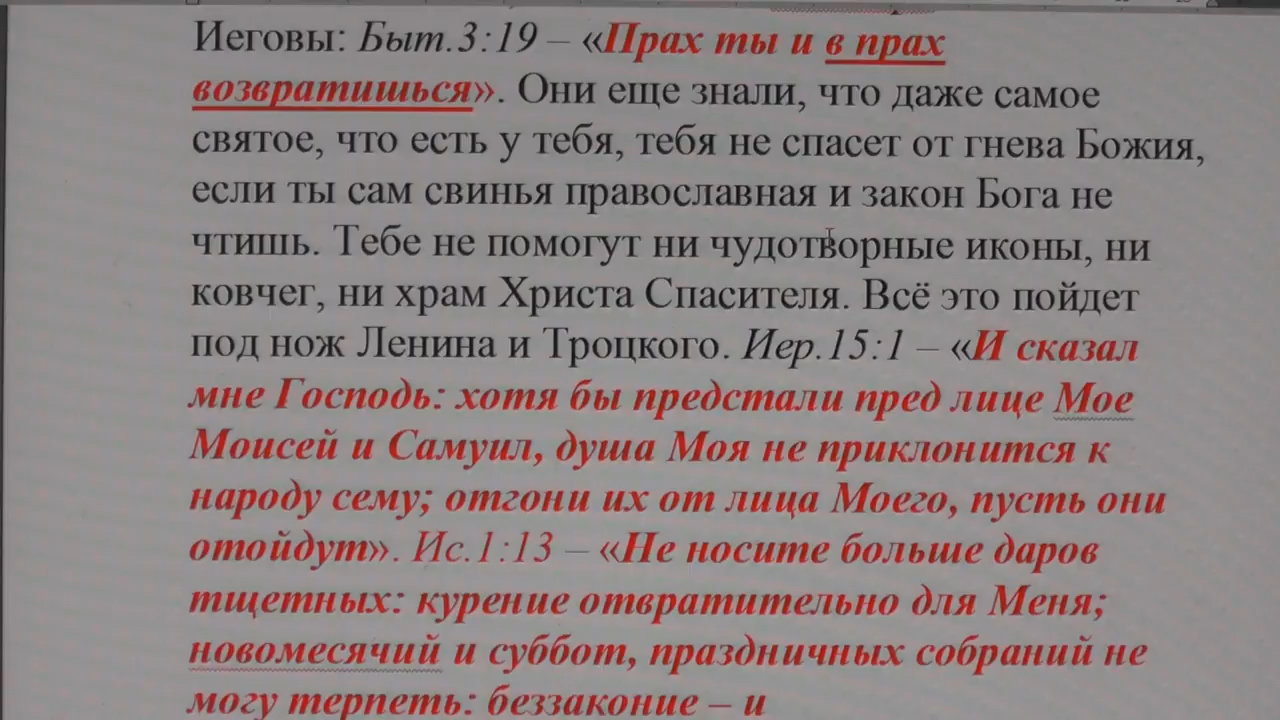 Иеговы: Быт.3:19 – «Прах ты и в прах
возвратишься». Они еще знали, что даже самое
святое, что есть у тебя, тебя не спасет от гнева Божия,
если ты сам свинья православная и закон Бога не
чтишь. Тебе не помогут ни чудотворные иконы, ни
ковчег, ни храм Христа Спасителя. Всё это пойдет
под нож Ленина и Троцкого. Иер.15:1 – «И сказал
мне Господь: хотя бы предстали пред лице Мое
Моисей и Самуил, душа Моя не приклонится к
народу сему; отгони их от лица Моего, пусть они
отойдут». Ис.1:13 – «Не носите больше даров
тщетных: курение отвратительно для Меня;
новомесячий и суббот, праздничных собраний не
могу терпеть: беззаконие – и